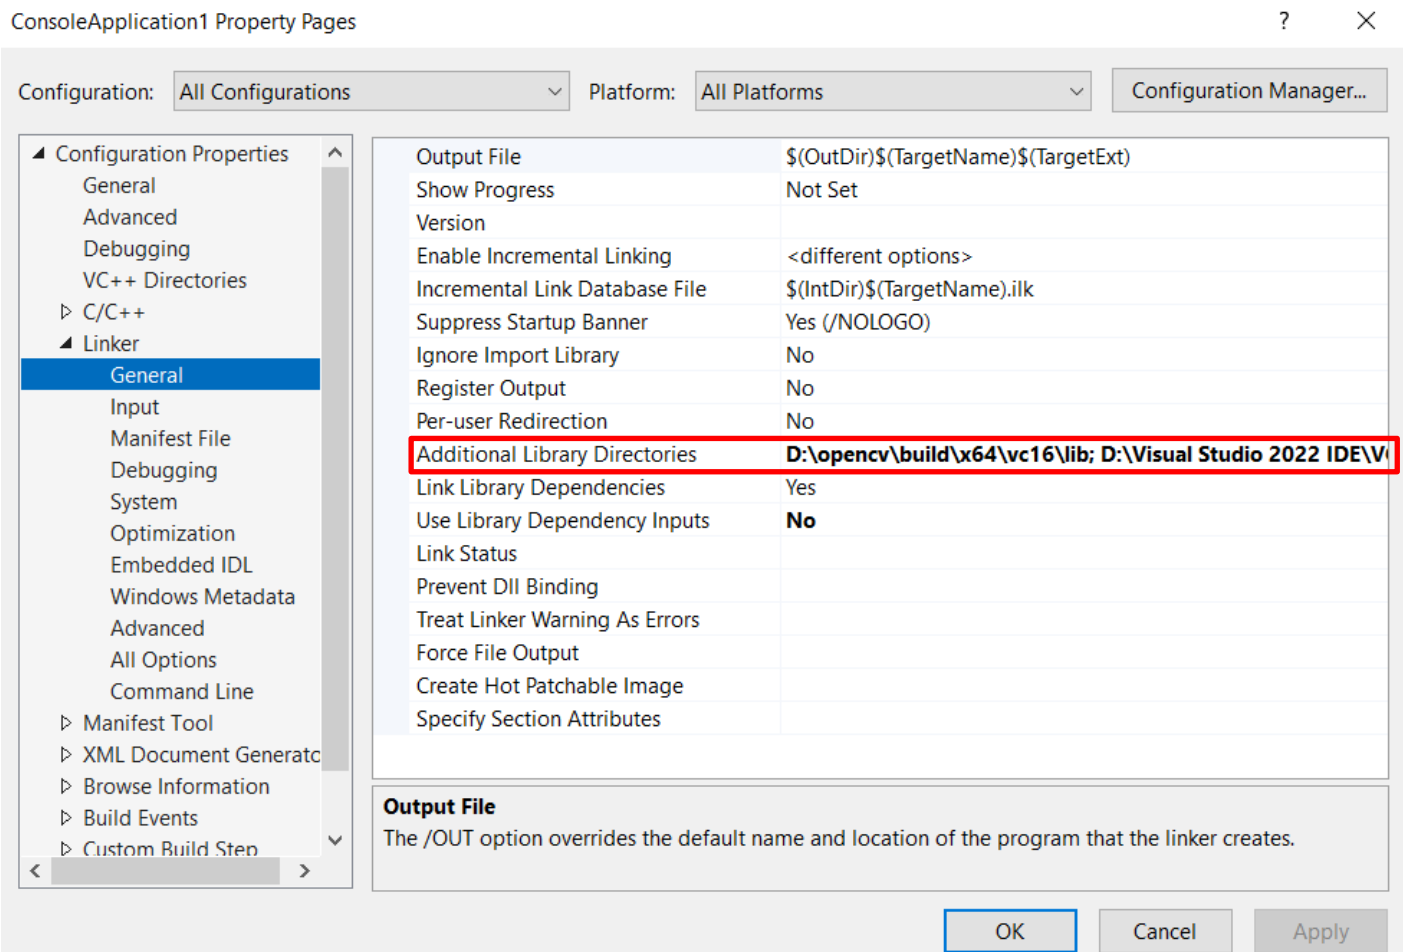 ConsoleApplication1 Property Pages ?
Configuration: All Configurations Platform: All Platforms Configuration Manager...
Configuration Properties
General
Advanced
Debugging
VC++ Directories
C/C++
Linker
General
Input
Manifest File
Debugging
System
Optimization
Embedded IDL
Windows Metadata
Advanced
All Options
Command Line
Manifest Tool
XML Document Generato
Browse Information
Build Events
Custom Build Step
Output File $(OutDir)$(TargetName)$(TargetExt)
Show Progress Not Set
Version
Enable Incremental Linking <different options>
Incremental Link Database File $(IntDir)$(TargetName).ilk
Suppress Startup Banner Yes (/NOLOGO)
Ignore Import Library No
Register Output No
Per-user Redirection No
Additional Library Directories D:\opencv\build\x64\vc16\lib; D:\Visual Studio 2022 IDE\V
Link Library Dependencies Yes
Use Library Dependency Inputs No
Link Status
Prevent Dll Binding
Treat Linker Warning As Errors
Force File Output
Create Hot Patchable Image
Specify Section Attributes
Output File
The /OUT option overrides the default name and location of the program that the linker creates.
OK Cancel Apply